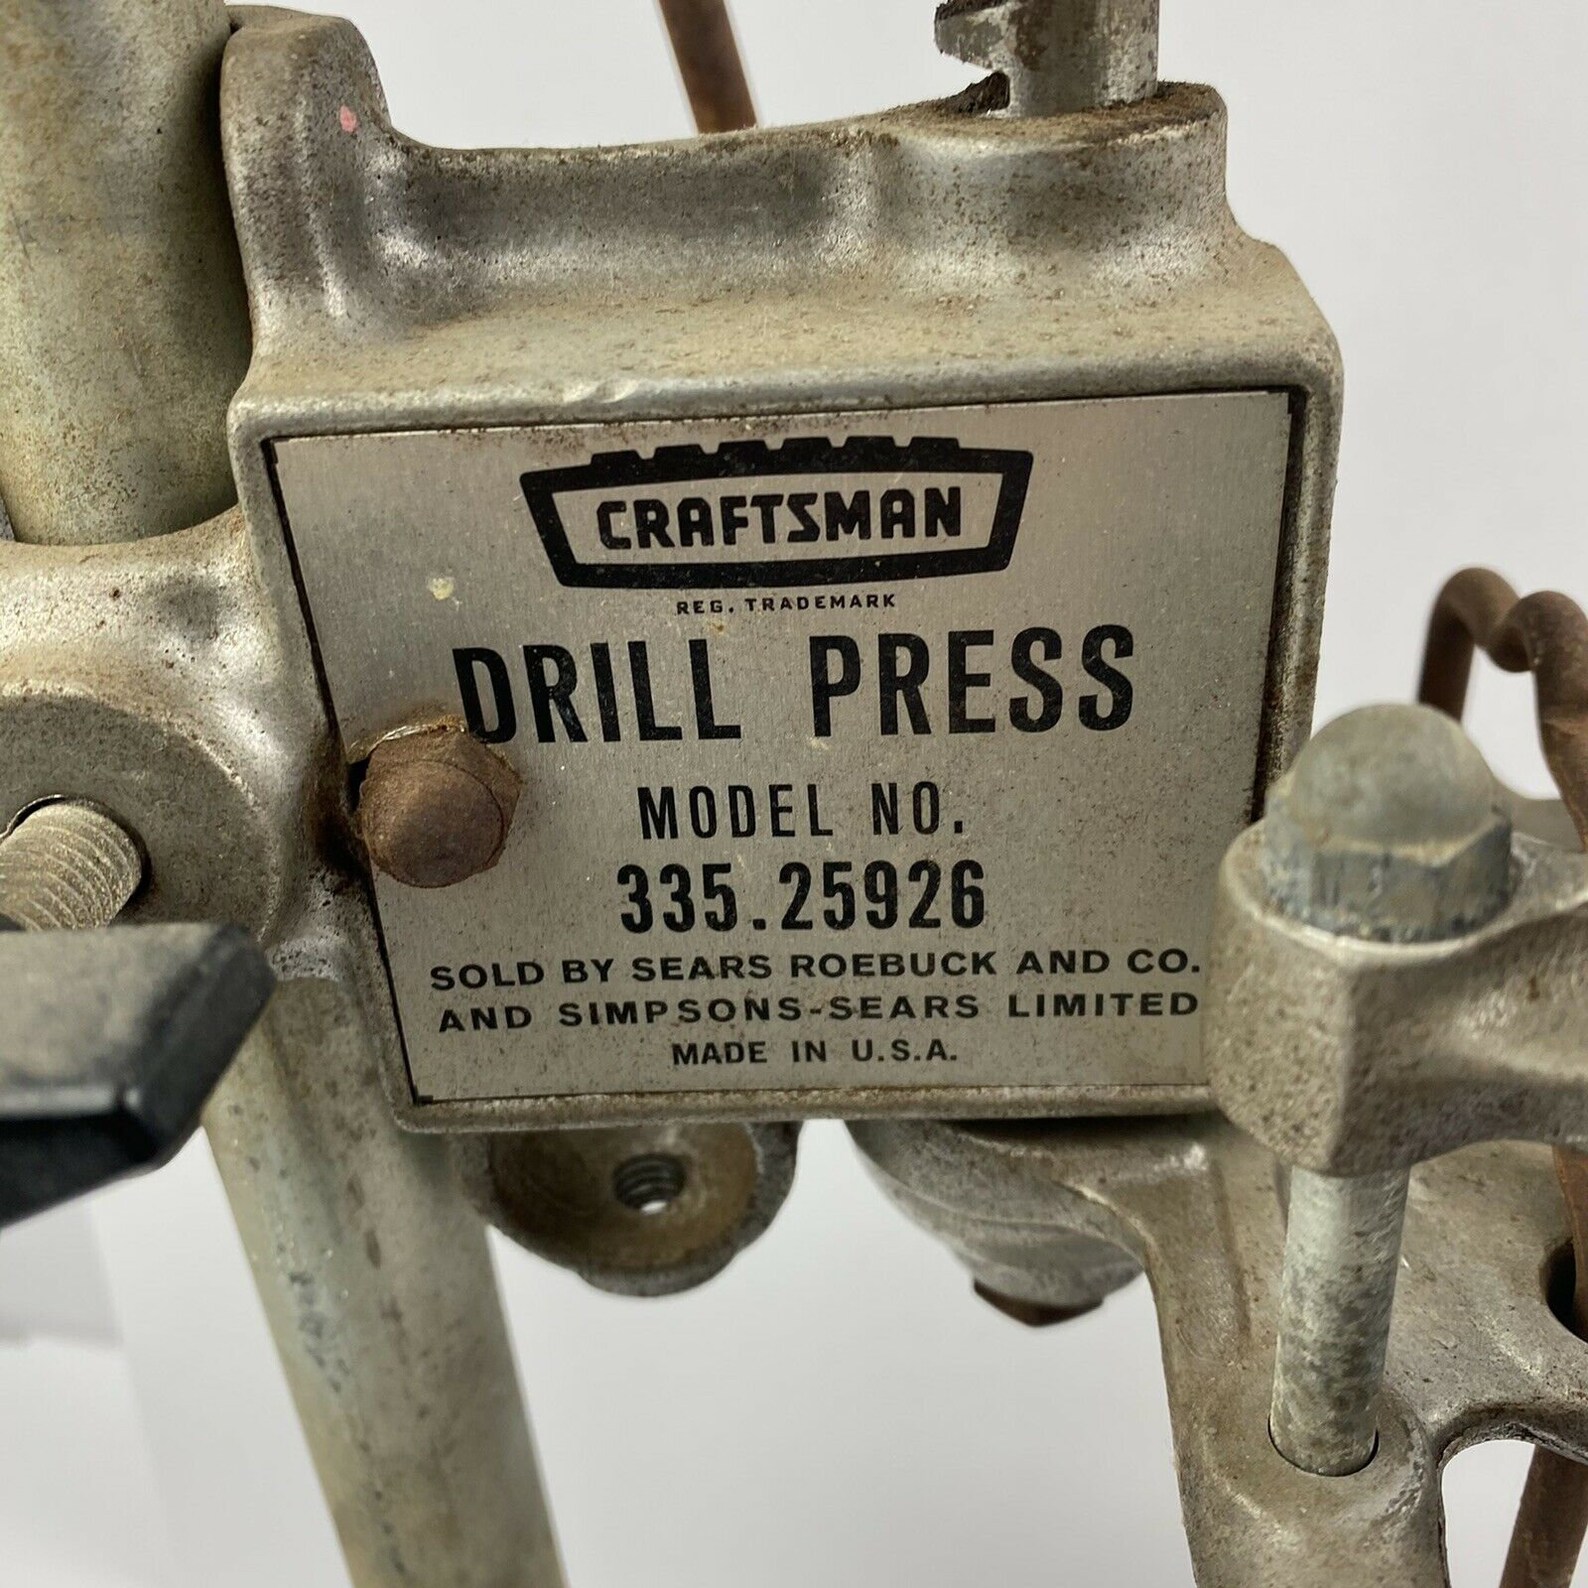 CRAFTSMAN
REG. TRADEMARK
DRILL PRESS
MODEL NO.
335.25926
SOLD BY SEARS ROEBUCK AND CO.
AND SIMPSONS-SEARS LIMITED
MADE IN U.S.A.